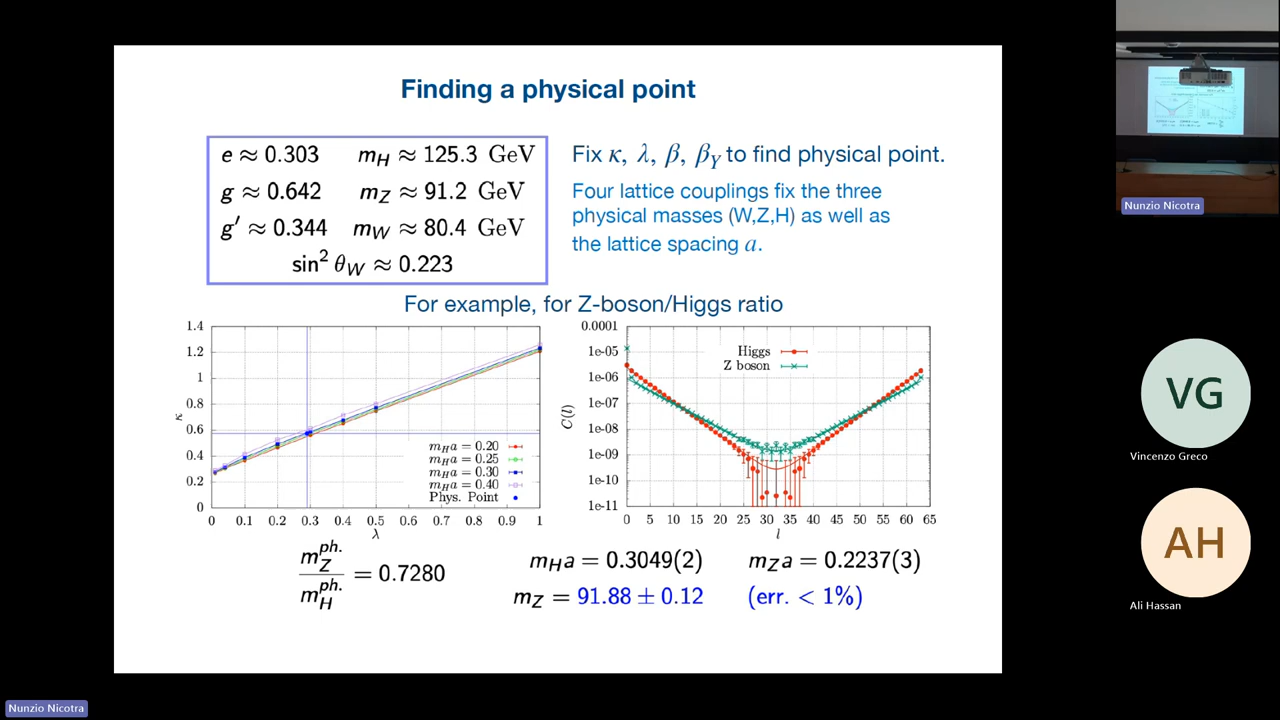 Finding a physical point
e ≈ 0.303 m_H ≈ 125.3 GeV
g ≈ 0.642 m_Z ≈ 91.2 GeV
g′ ≈ 0.344 m_W ≈ 80.4 GeV
sin² θ_W ≈ 0.223
Fix κ, λ, β, β_Y to find physical point.
Four lattice couplings fix the three
physical masses (W,Z,H) as well as
the lattice spacing a.
For example, for Z-boson/Higgs ratio
1.4
1.2
1
0.8
0.6
0.4
0.2
0
κ
m_H a = 0.20
m_H a = 0.25
m_H a = 0.30
m_H a = 0.40
Phys. Point
0 0.1 0.2 0.3 0.4 0.5 0.6 0.7 0.8 0.9 1
λ
0.0001
1e-05
1e-06
1e-07
1e-08
1e-09
1e-10
1e-11
C(l)
Higgs
Z boson
0 5 10 15 20 25 30 35 40 45 50 55 60 65
l
m_Z^{ph.} / m_H^{ph.} = 0.7280
m_H a = 0.3049(2) m_Z a = 0.2237(3)
m_Z = 91.88 ± 0.12 (err. < 1%)
Nunzio Nicotra
VG
Vincenzo Greco
AH
Ali Hassan
Nunzio Nicotra